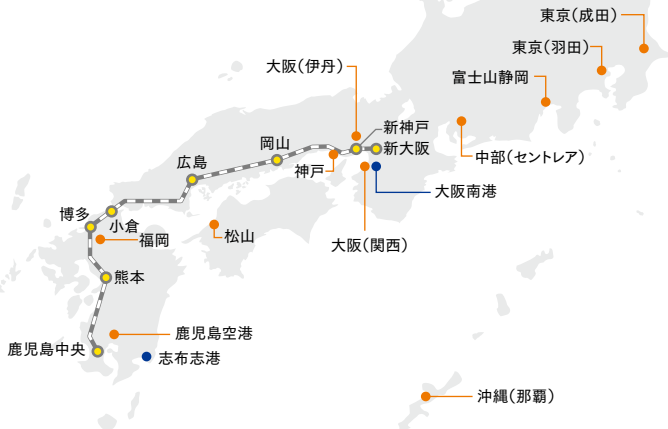 東京(成田)
東京(羽田)
大阪(伊丹)
富士山静岡
新神戸
岡山
新大阪
広島
神戸
中部(セントレア)
大阪南港
博多
小倉
福岡
松山
大阪(関西)
熊本
鹿児島空港
鹿児島中央
志布志港
沖縄(那覇)